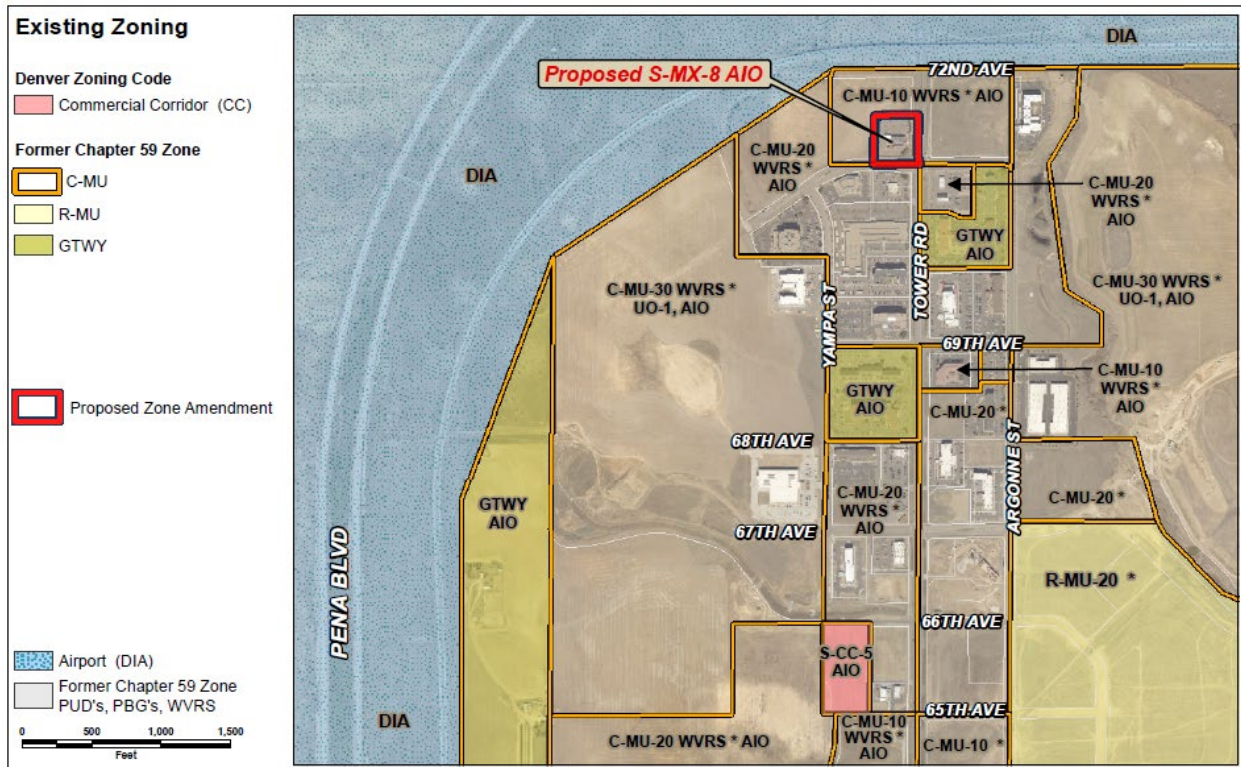 Existing Zoning
Denver Zoning Code
Commercial Corridor (CC)
Former Chapter 59 Zone
C-MU
R-MU
GTWY
Proposed Zone Amendment
Airport (DIA)
Former Chapter 59 Zone
PUD's, PBG's, WVRS
0 500 1,000 1,500
Feet
DIA
Proposed S-MX-8 AIO
72ND AVE
C-MU-10 WVRS * AIO
C-MU-20
WVRS *
AIO
DIA
C-MU-20
WVRS *
AIO
GTWY
AIO
TOWER RD
C-MU-30 WVRS *
UO-1, AIO
C-MU-30 WVRS *
UO-1, AIO
YAMPA ST
69TH AVE
C-MU-10
WVRS *
AIO
GTWY
AIO
C-MU-20 *
68TH AVE
ARGONNE ST
GTWY
AIO
C-MU-20
WVRS *
AIO
C-MU-20 *
67TH AVE
PENA BLVD
R-MU-20 *
66TH AVE
S-CC-5
AIO
65TH AVE
DIA
C-MU-20 WVRS * AIO
C-MU-10
WVRS *
AIO
C-MU-10 *